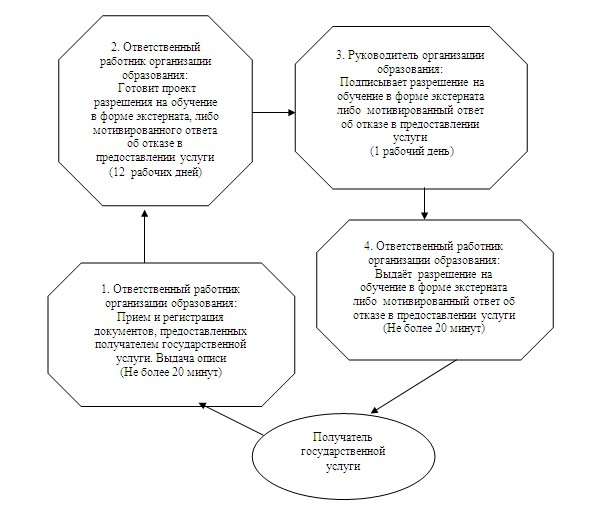 2. Ответственный
работник организации
образования:
Готовит проект
разрешения на обучение
в форме экстерната, либо
мотивированного ответа
об отказе в
предоставлении услуги
(12 рабочих дней)
3. Руководитель организации
образования:
Подписывает разрешение на
обучение в форме экстерната
либо мотивированный ответ
об отказе в предоставлении
услуги
(1 рабочий день)
4. Ответственный работник
организации образования:
Выдаёт разрешение на
обучение в форме экстерната
либо мотивированный ответ об
отказе в предоставлении услуги
(Не более 20 минут)
1. Ответственный работник
организации образования:
Прием и регистрация
документов, предоставленных
получателем государственной
услуги. Выдача описи
(Не более 20 минут)
Получатель
государственной
услуги